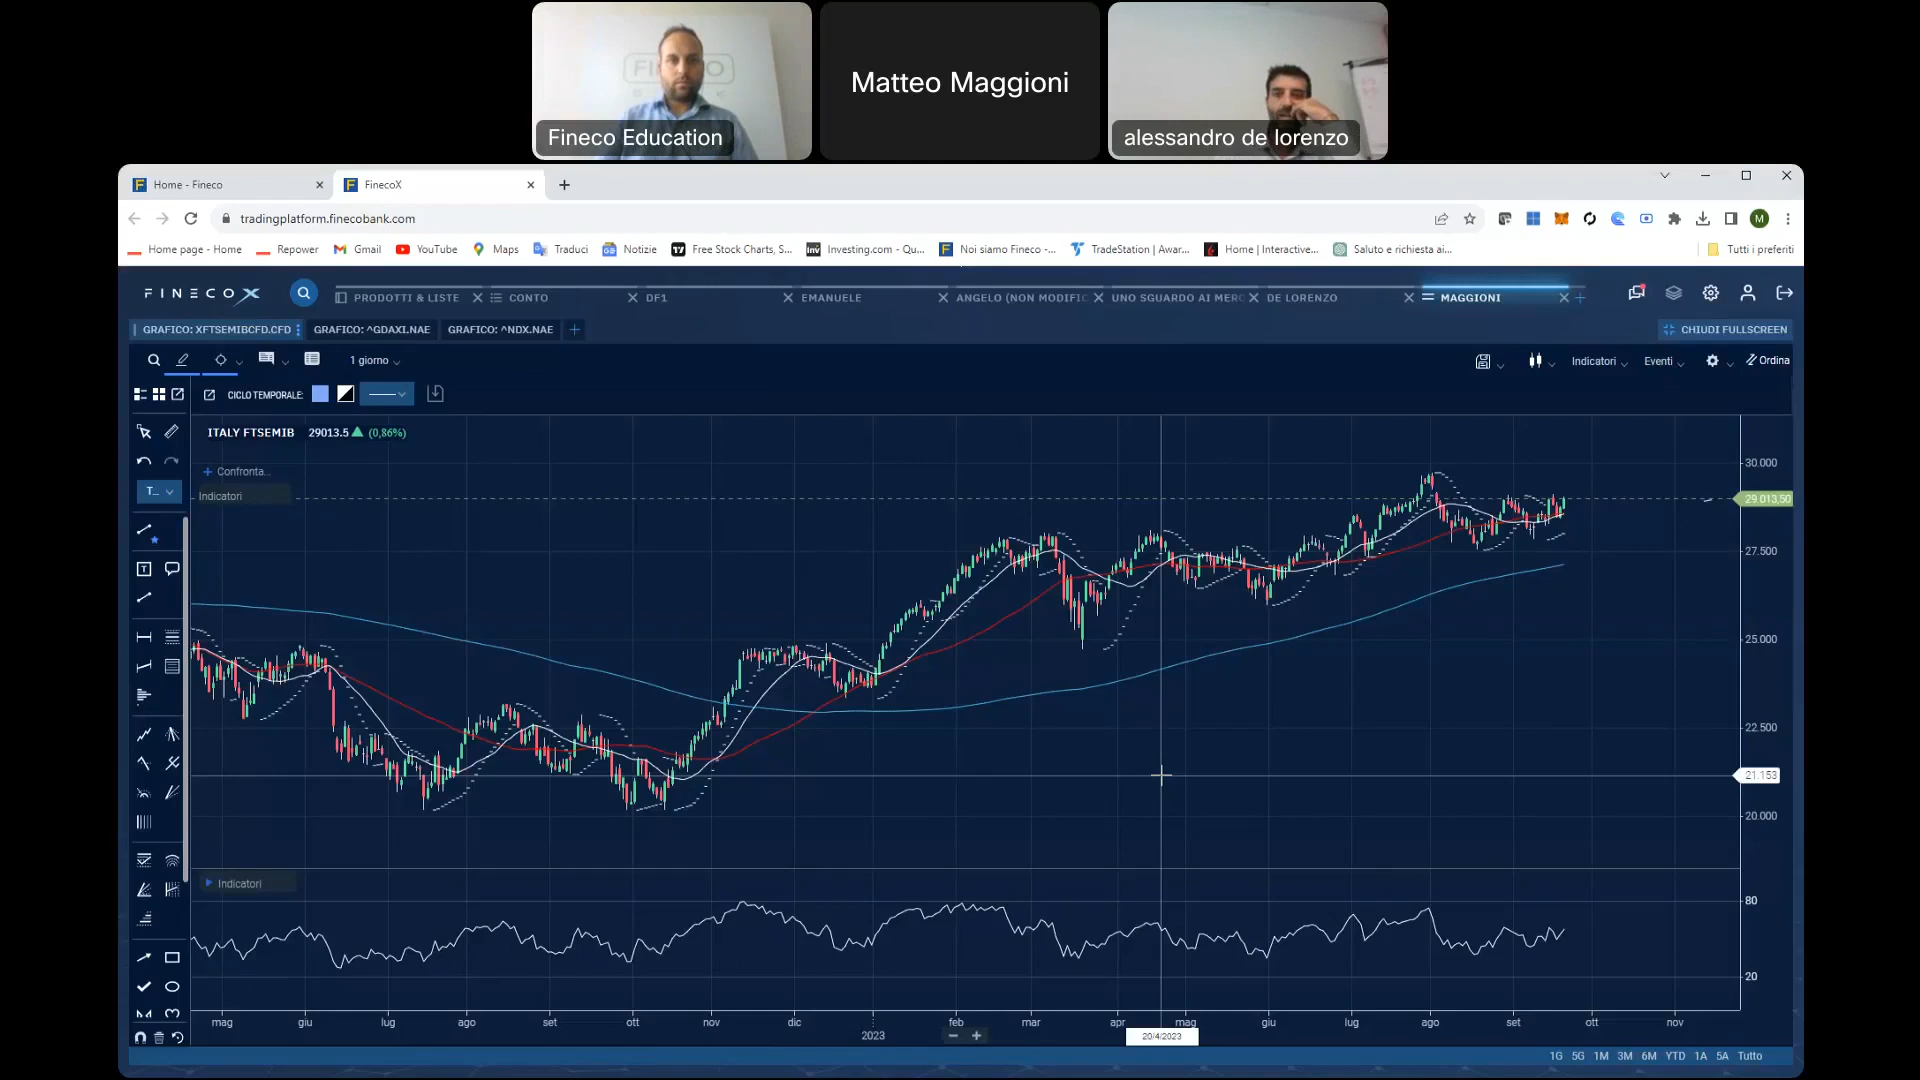 Fineco Education
Matteo Maggioni
alessandro de lorenzo
Home - Fineco
FinecoX
tradingplatform.finecobank.com
Home page - Home
Repower
Gmail
YouTube
Maps
Traduci
Notizie
Free Stock Charts, S...
Investing.com - Qu...
Noi siamo Fineco -...
TradeStation | Awar...
Home | Interactive...
Saluto e richiesta ai...
Tutti i preferiti
FINECOX
PRODOTTI & LISTE
CONTO
DF1
EMANUELE
ANGELO (NON MODIFIC
UNO SGUARDO AI MERC
DE LORENZO
MAGGIONI
GRAFICO: XFTSEMIBCFD.CFD
GRAFICO: ^GDAXI.NAE
GRAFICO: ^NDX.NAE
CHIUDI FULLSCREEN
1 giorno
Indicatori
Eventi
Ordina
CICLO TEMPORALE:
ITALY FTSEMIB 29013.5 (0,86%)
Confronta...
Indicatori
T...
30.000
29.013,50
27.500
25.000
22.500
21.153
20.000
Indicatori
80
20
mag giu lug ago set ott nov dic 2023 feb mar apr mag giu lug ago set ott nov
20/4/2023
1G 5G 1M 3M 6M YTD 1A 5A Tutto